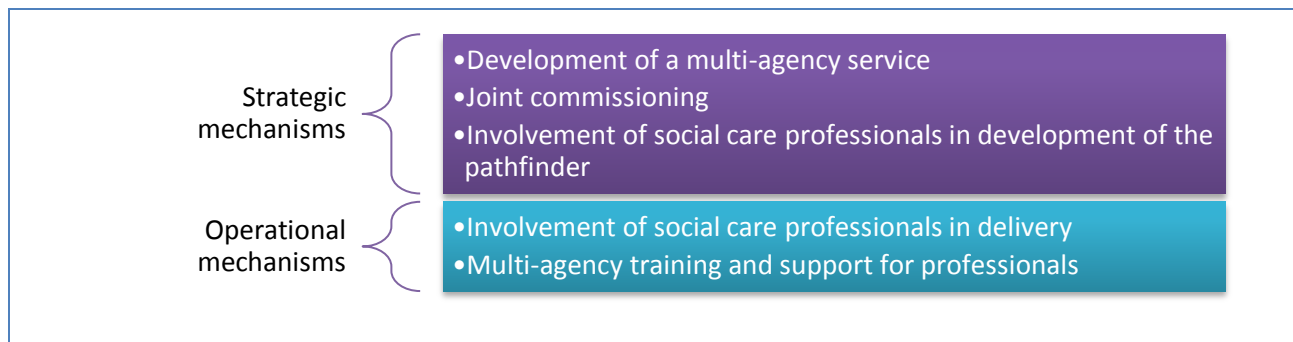 Strategic
mechanisms
•Development of a multi-agency service
•Joint commissioning
•Involvement of social care professionals in development of the
pathfinder
Operational
mechanisms
•Involvement of social care professionals in delivery
•Multi-agency training and support for professionals